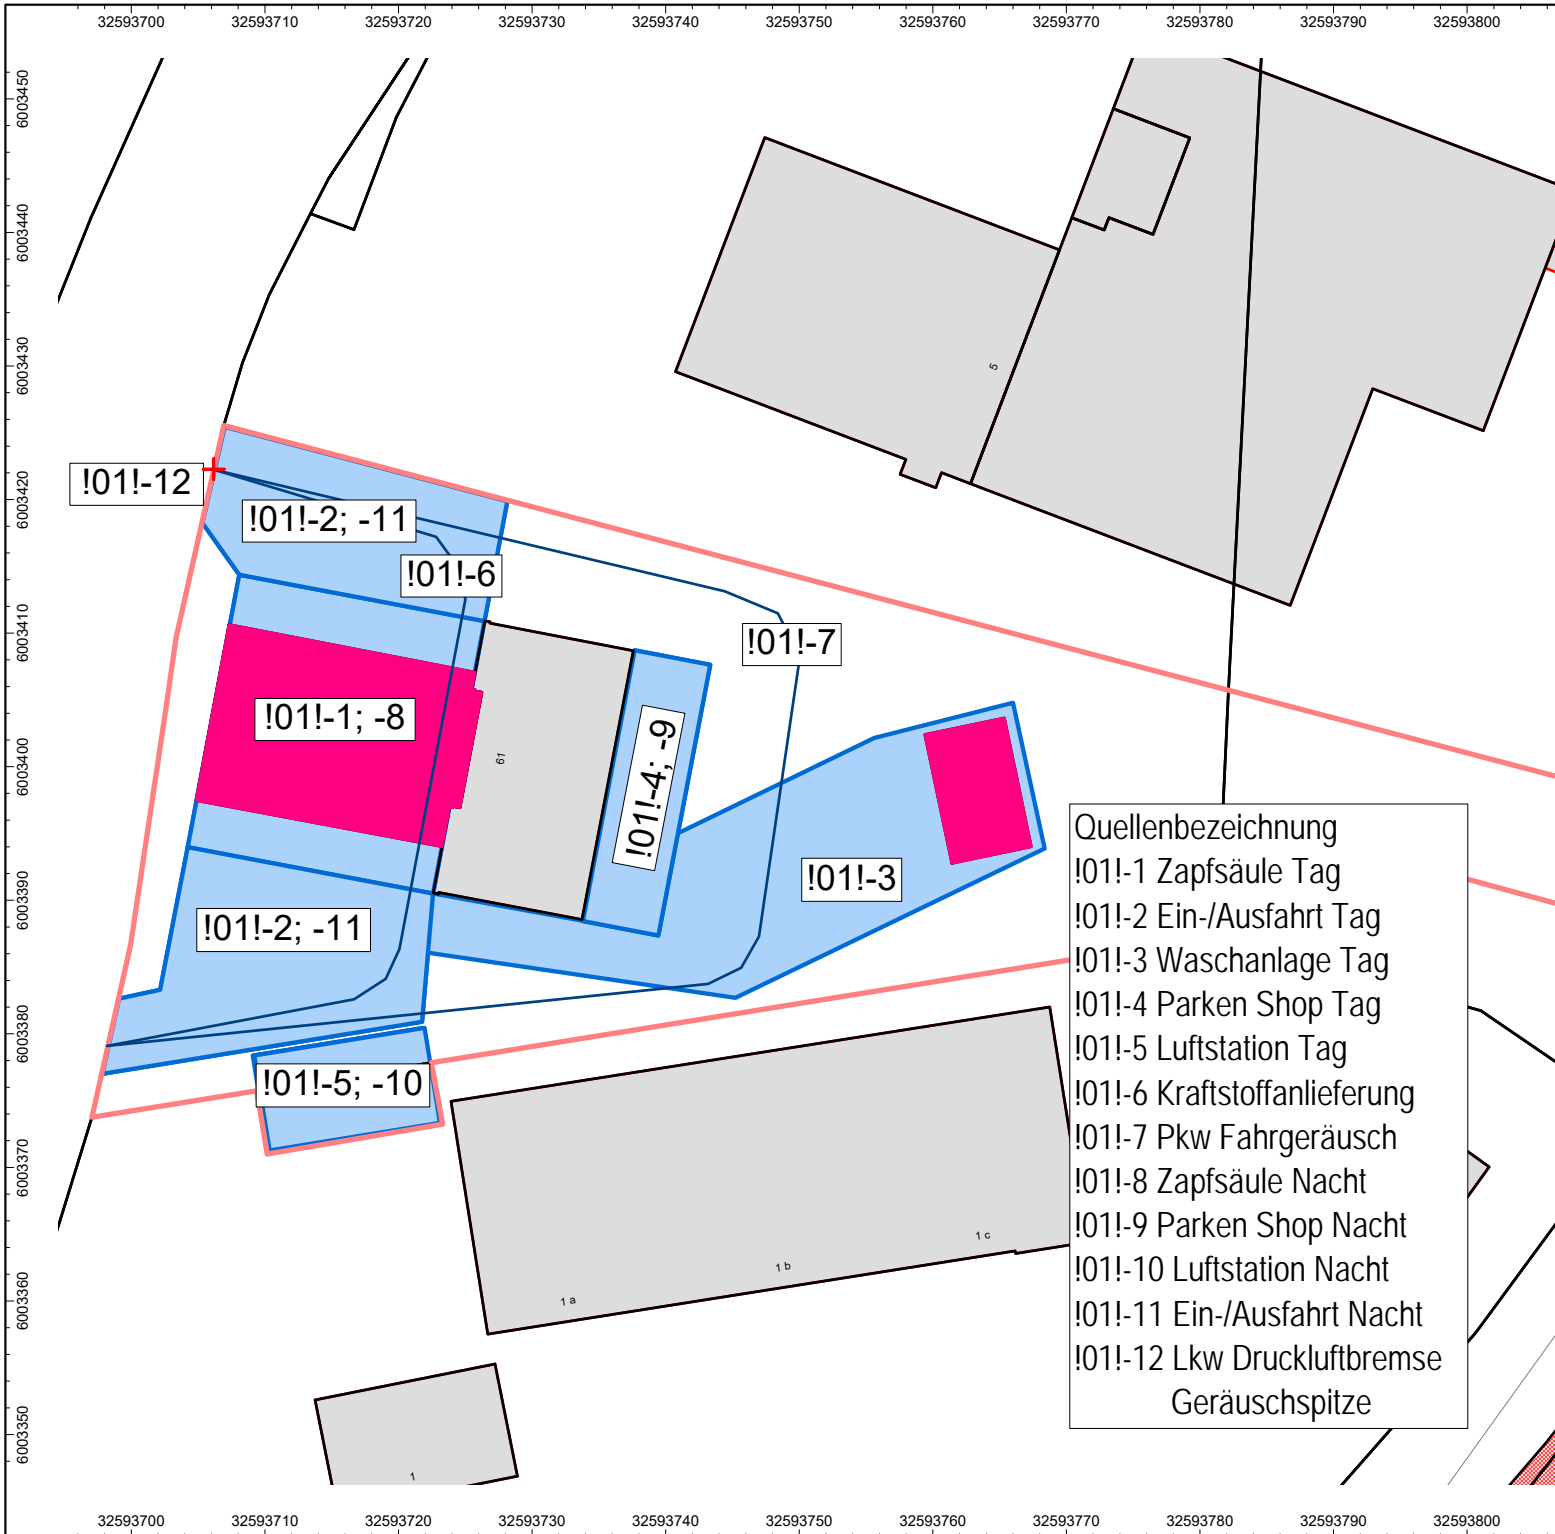 32593700 32593710 32593720 32593730 32593740 32593750 32593760 32593770 32593780 32593790 32593800
6003450
6003440
6003430
6003420
6003410
6003400
6003390
6003380
6003370
6003360
6003350
5
!01!-12
!01!-2; -11
!01!-6
!01!-7
!01!-1; -8
61
!01!-4; -9
!01!-3
!01!-2; -11
!01!-5; -10
1 a
1 b
1 c
1
Quellenbezeichnung
!01!-1 Zapfsäule Tag
!01!-2 Ein-/Ausfahrt Tag
!01!-3 Waschanlage Tag
!01!-4 Parken Shop Tag
!01!-5 Luftstation Tag
!01!-6 Kraftstoffanlieferung
!01!-7 Pkw Fahrgeräusch
!01!-8 Zapfsäule Nacht
!01!-9 Parken Shop Nacht
!01!-10 Luftstation Nacht
!01!-11 Ein-/Ausfahrt Nacht
!01!-12 Lkw Druckluftbremse
Geräuschspitze
32593700 32593710 32593720 32593730 32593740 32593750 32593760 32593770 32593780 32593790 32593800